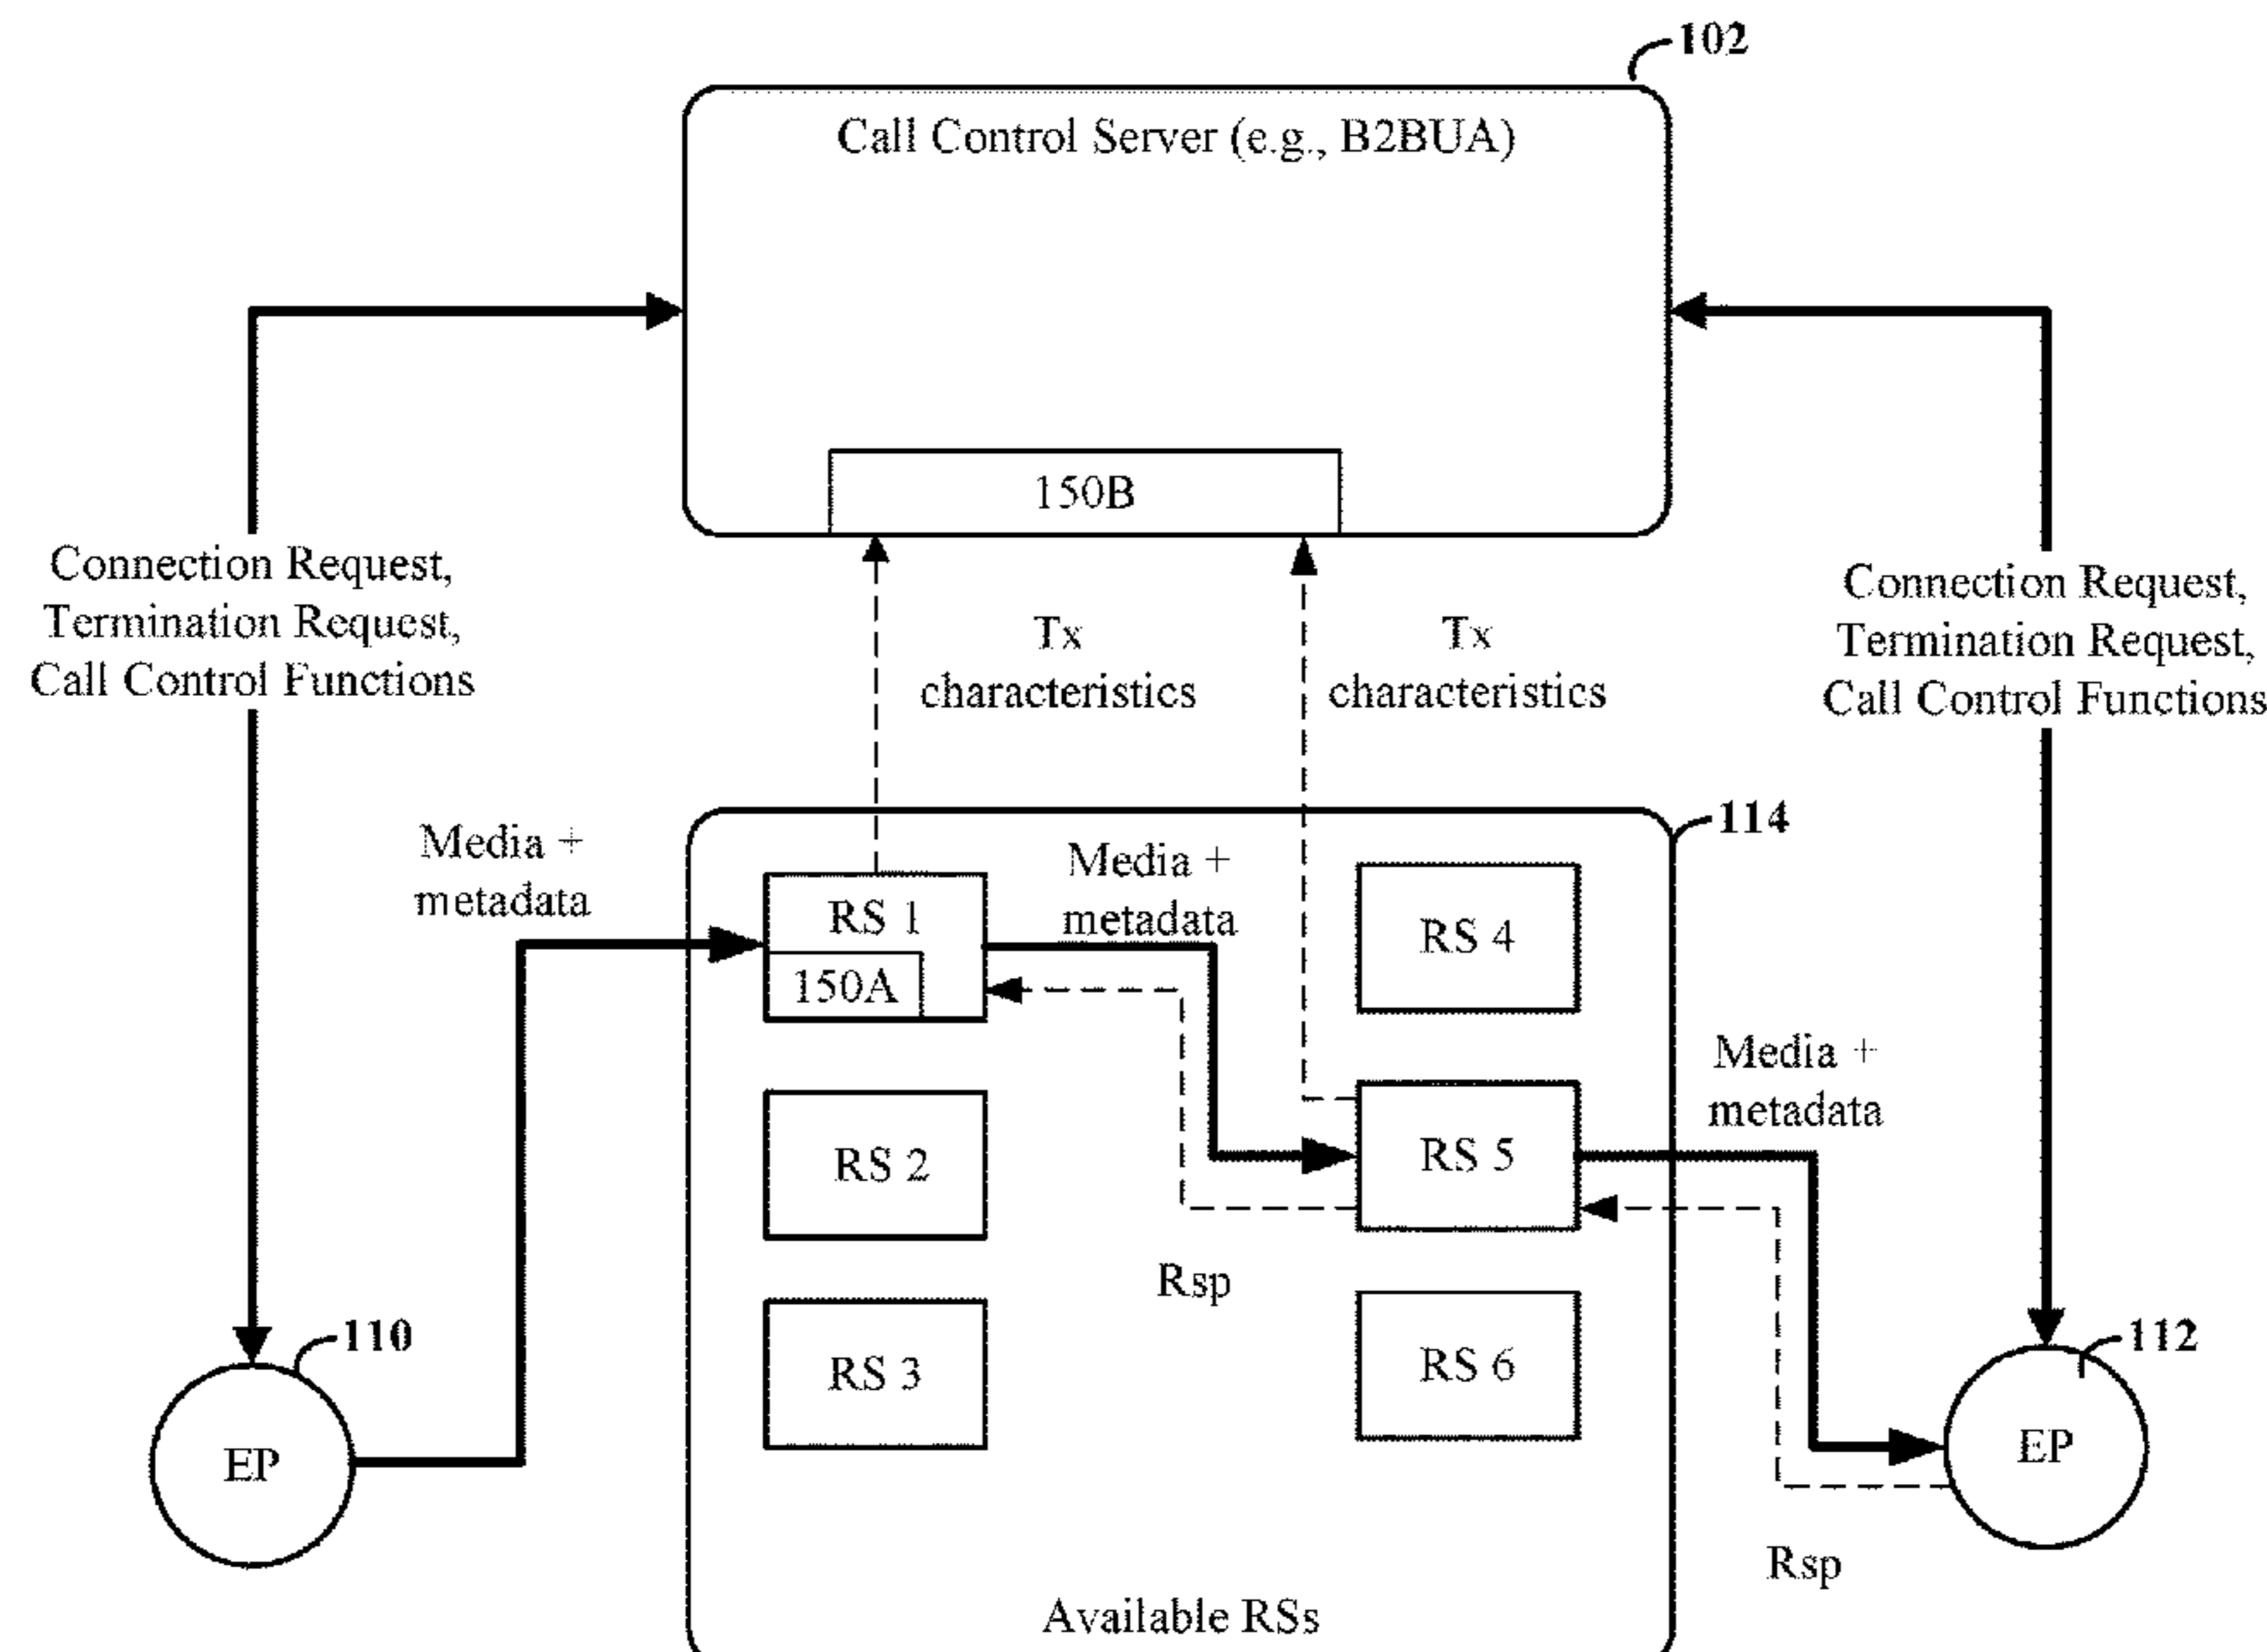 102
Call Control Server (e.g., B2BUA)
150B
Connection Request,
Termination Request,
Call Control Functions
Connection Request,
Termination Request,
Call Control Functions
Tx
characteristics
Tx
characteristics
114
Media +
metadata
Media +
metadata
RS 1
150A
RS 4
Media +
metadata
RS 2
RS 5
Rsp
RS 3
RS 6
110
EP
112
EP
Rsp
Available RSs